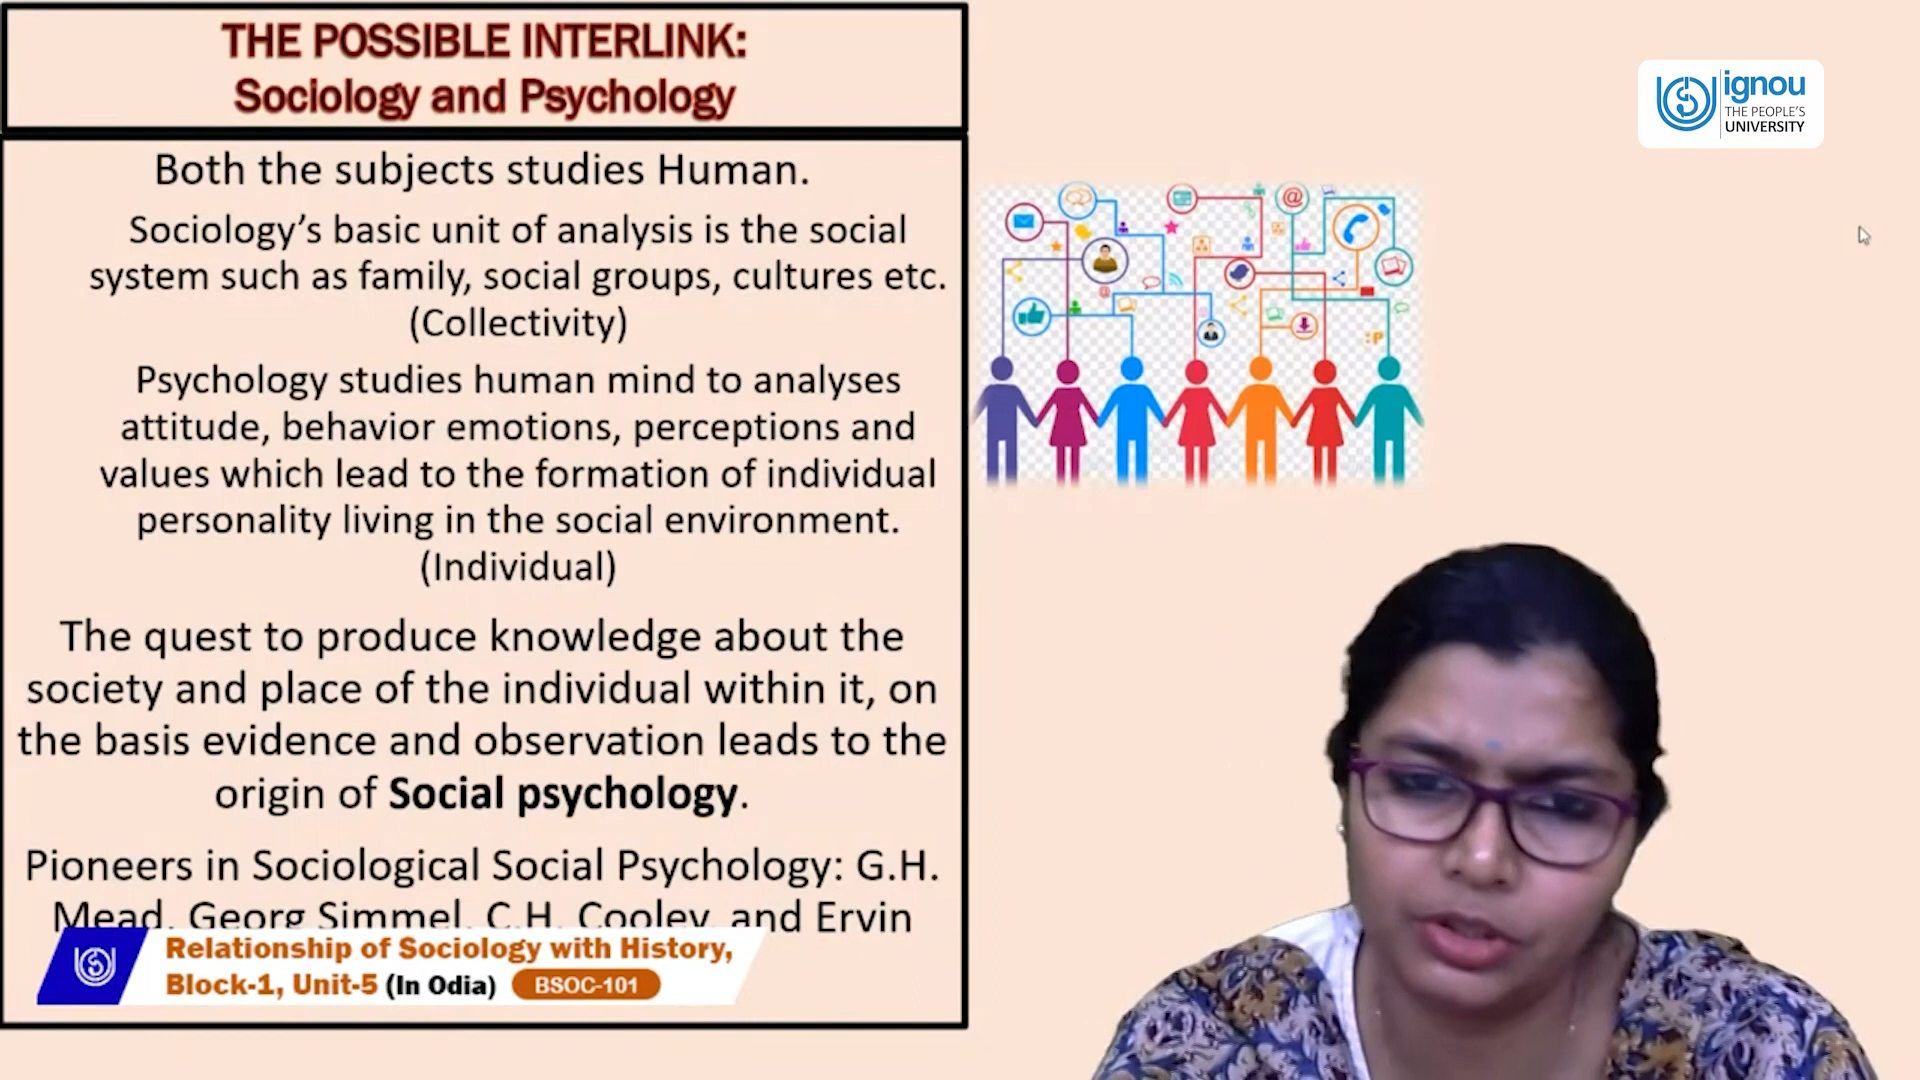 THE POSSIBLE INTERLINK:
Sociology and Psychology
Both the subjects studies Human.
Sociology’s basic unit of analysis is the social
system such as family, social groups, cultures etc.
(Collectivity)
Psychology studies human mind to analyses
attitude, behavior emotions, perceptions and
values which lead to the formation of individual
personality living in the social environment.
(Individual)
The quest to produce knowledge about the
society and place of the individual within it, on
the basis evidence and observation leads to the
origin of Social psychology.
Pioneers in Sociological Social Psychology: G.H.
Mead, Georg Simmel, C.H. Cooley, and Ervin
Relationship of Sociology with History,
Block-1, Unit-5 (In Odia) BSOC-101
ignou
THE PEOPLE'S
UNIVERSITY
@
:P